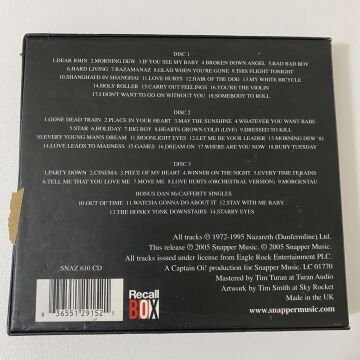 DISC 1
1.DEAR JOHN 2.MORNING DEW 3.IF YOU SEE MY BABY 4.BROKEN DOWN ANGEL 5.BAD BAD BOY
6.HARD LIVING 7.RAZAMANAZ 8.GLAD WHEN YOU'RE GONE 9.THIS FLIGHT TONIGHT
10.SHANGHAI'D IN SHANGHAI 11.LOVE HURTS 12.HAIR OF THE DOG 13.MY WHITE BICYCLE
14.HOLY ROLLER 15.CARRY OUT FEELINGS 16.YOU'RE THE VIOLIN
17.I DON'T WANT TO GO ON WITHOUT YOU 18.SOMEBODY TO ROLL
DISC 2
1.GONE DEAD TRAIN 2.PLACE IN YOUR HEART 3.MAY THE SUNSHINE 4.WHATEVER YOU WANT BABE
5.STAR 6.HOLIDAY 7.BIG BOY 8.HEARTS GROWN COLD (LIVE) 9.DRESSED TO KILL
10.EVERY YOUNG MANS DREAM 11.MOONLIGHT EYES 12.LET ME BE YOUR LEADER 13.MORNING DEW '81
14.LOVE LEADS TO MADNESS 15.GAMES 16.DREAM ON 17.WHERE ARE YOU NOW 18.RUBY TUESDAY
DISC 3
1.PARTY DOWN 2.CINEMA 3.PIECE OF MY HEART 4.WINNER ON THE NIGHT 5.EVERY TIME IT RAINS
6.TELL ME THAT YOU LOVE ME 7.MOVE ME 8.LOVE HURTS (ORCHESTRAL VERSION) 9.MORGENTAU
BONUS DAN McCAFFERTY SINGLES
10.OUT OF TIME 11.WATCHA GONNA DO ABOUT IT 12.STAY WITH ME BABY
13.THE HONKY TONK DOWNSTAIRS 14.STARRY EYES
All tracks ℗ 1972-1995 Nazareth (Dunfermline) Ltd.
This release ℗ © 2005 Snapper Music. © 2005 Snapper Music.
All tracks issued under license from Eagle Rock Entertainment PLC.
A Captain Oi! production for Snapper Music. LC 01770
Mastered by Tim Turan at Turan Audio
Artwork by Tim Smith at Sky Rocket
Made in the UK
www.snappermusic.com
SNAZ 610 CD
6 36551 29152 1
Recall
BOX